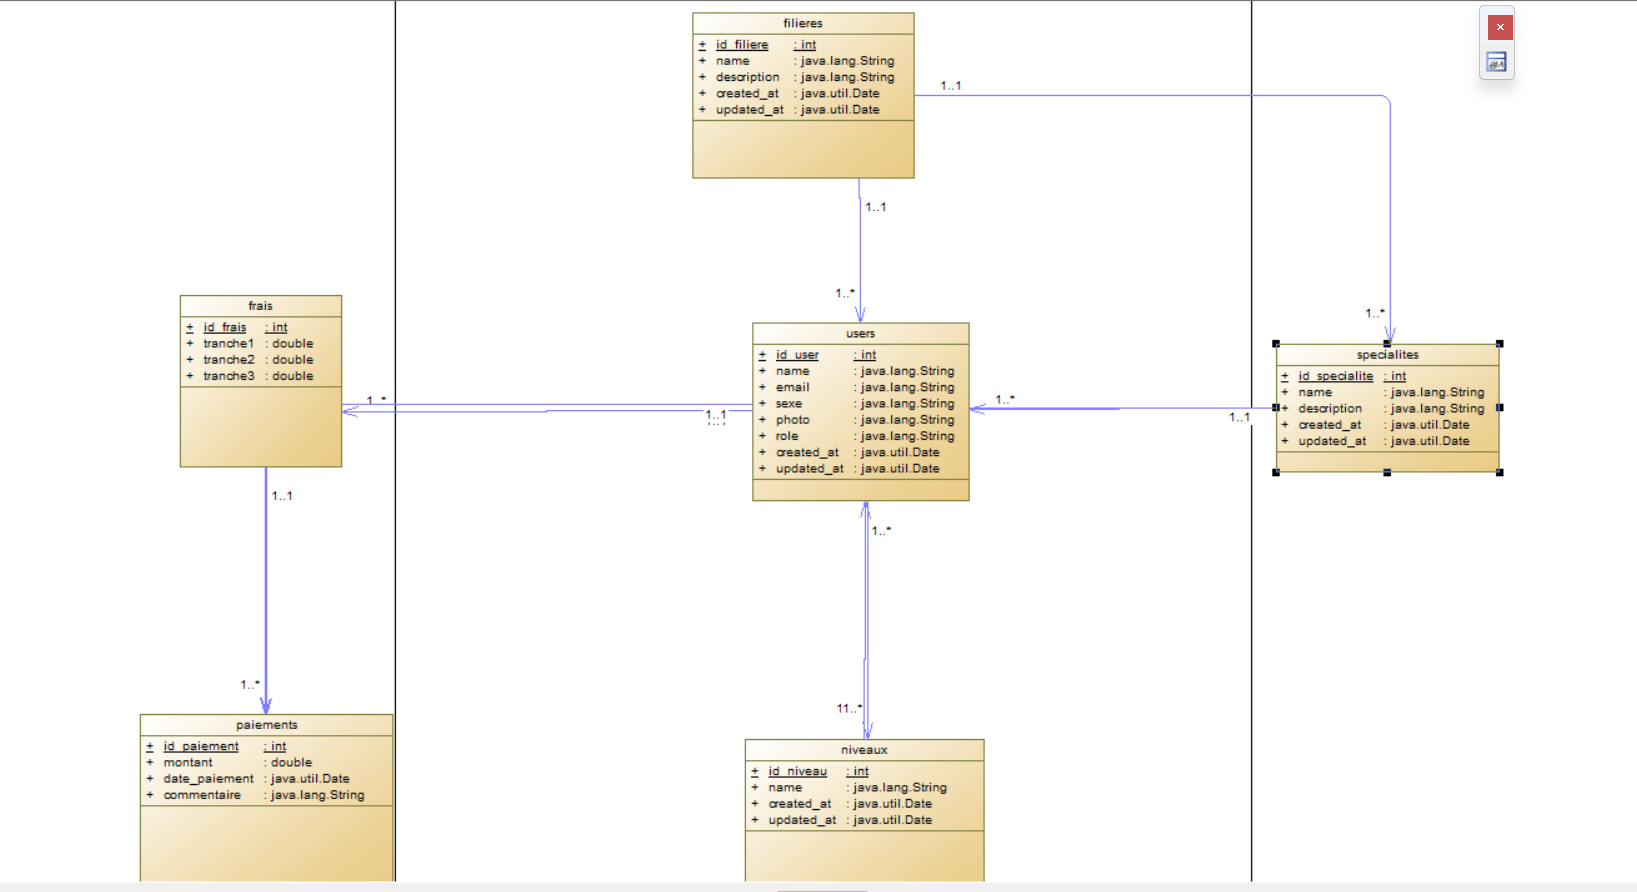 filieres
+ id_filiere : int
+ name : java.lang.String
+ description : java.lang.String
+ created_at : java.util.Date
+ updated_at : java.util.Date
1..1
1..1
1..*
1..*
frais
+ id_frais : int
+ tranche1 : double
+ tranche2 : double
+ tranche3 : double
users
+ id_user : int
+ name : java.lang.String
+ email : java.lang.String
+ sexe : java.lang.String
+ photo : java.lang.String
+ role : java.lang.String
+ created_at : java.util.Date
+ updated_at : java.util.Date
specialites
+ id_specialite : int
+ name : java.lang.String
+ description : java.lang.String
+ created_at : java.util.Date
+ updated_at : java.util.Date
1..*
1..1
1..*
1..1
1..1
1..*
1..*
11..*
paiements
+ id_paiement : int
+ montant : double
+ date_paiement : java.util.Date
+ commentaire : java.lang.String
niveaux
+ id_niveau : int
+ name : java.lang.String
+ created_at : java.util.Date
+ updated_at : java.util.Date